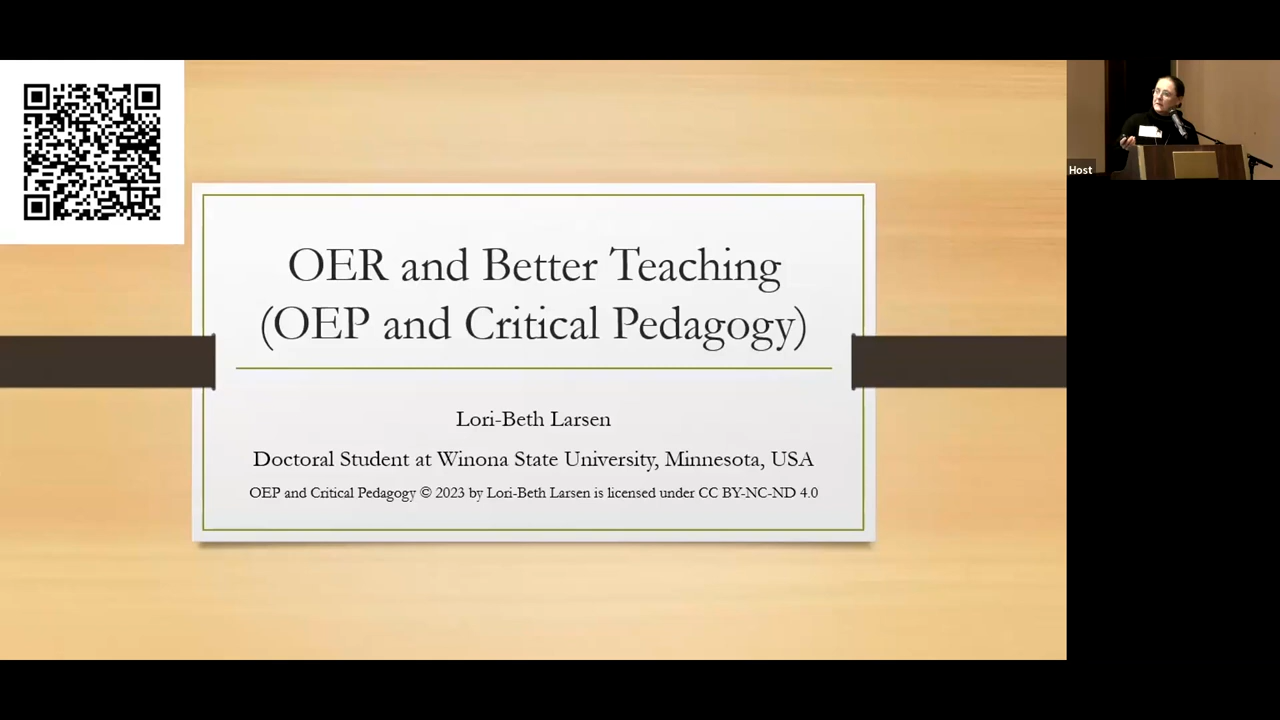 OER and Better Teaching
(OEP and Critical Pedagogy)
Lori-Beth Larsen
Doctoral Student at Winona State University, Minnesota, USA
OEP and Critical Pedagogy © 2023 by Lori-Beth Larsen is licensed under CC BY-NC-ND 4.0
Host